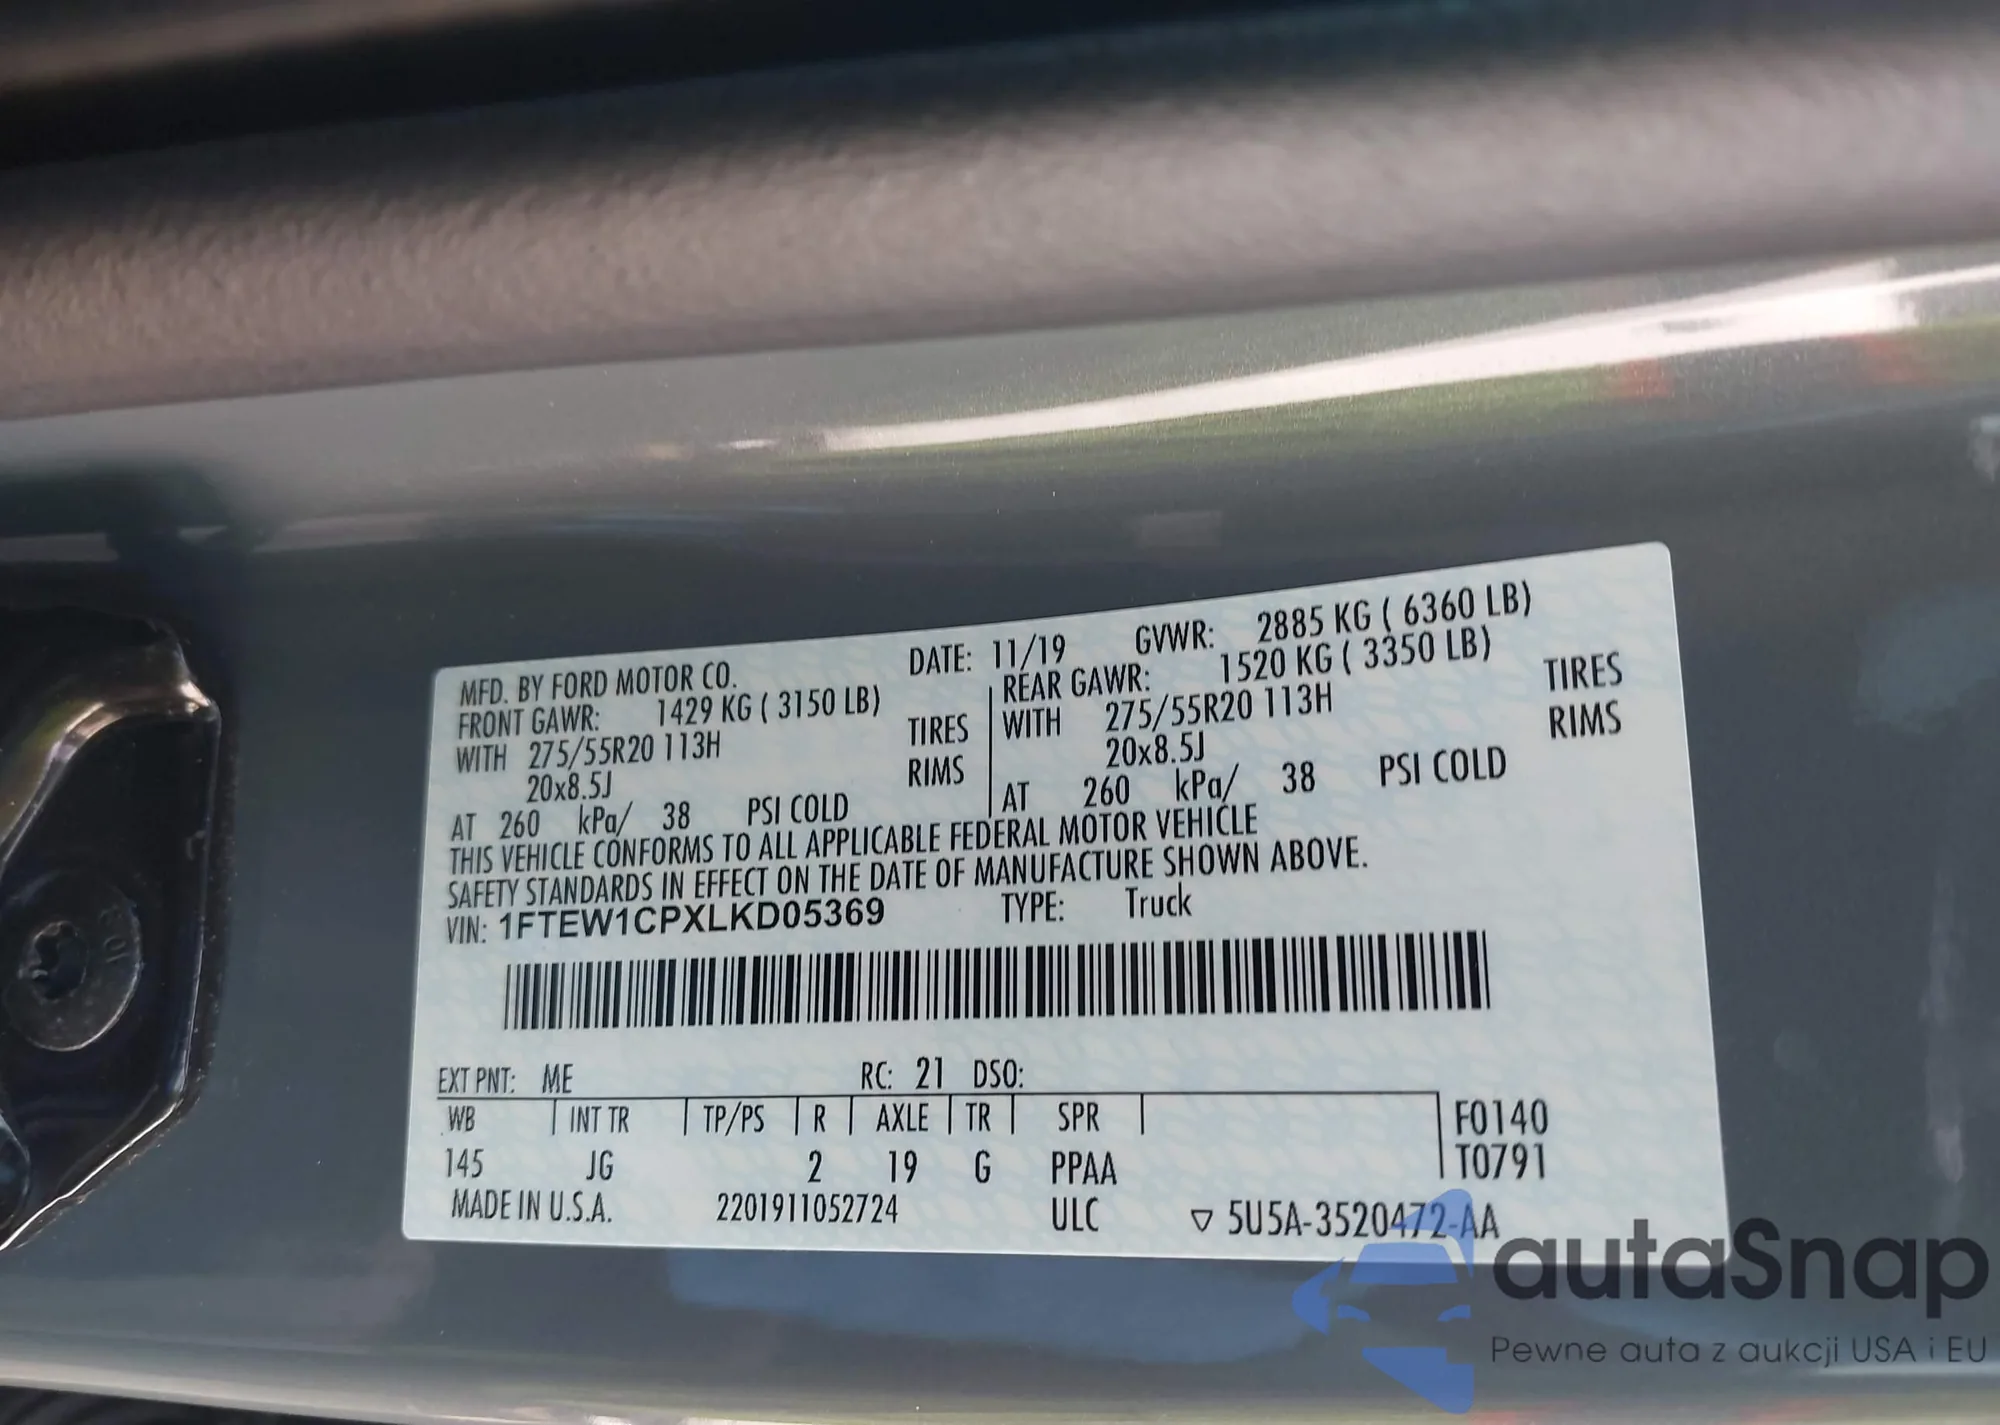 MFD. BY FORD MOTOR CO. DATE: 11/19 GVWR: 2885 KG ( 6360 LB)
FRONT GAWR: 1429 KG ( 3150 LB) REAR GAWR: 1520 KG ( 3350 LB)
WITH 275/55R20 113H TIRES WITH 275/55R20 113H TIRES
20x8.5J RIMS 20x8.5J RIMS
AT 260 kPa/ 38 PSI COLD AT 260 kPa/ 38 PSI COLD
THIS VEHICLE CONFORMS TO ALL APPLICABLE FEDERAL MOTOR VEHICLE
SAFETY STANDARDS IN EFFECT ON THE DATE OF MANUFACTURE SHOWN ABOVE.
VIN: 1FTEW1CPXLKD05369 TYPE: Truck
EXT PNT: ME RC: 21 DSO:
WB INT TR TP/PS R AXLE TR SPR F0140
145 JG 2 19 G PPAA T0791
MADE IN U.S.A. 2201911052724 ULC ▽ 5U5A-3520472-AA
autaSnap
Pewne auta z aukcji USA i EU